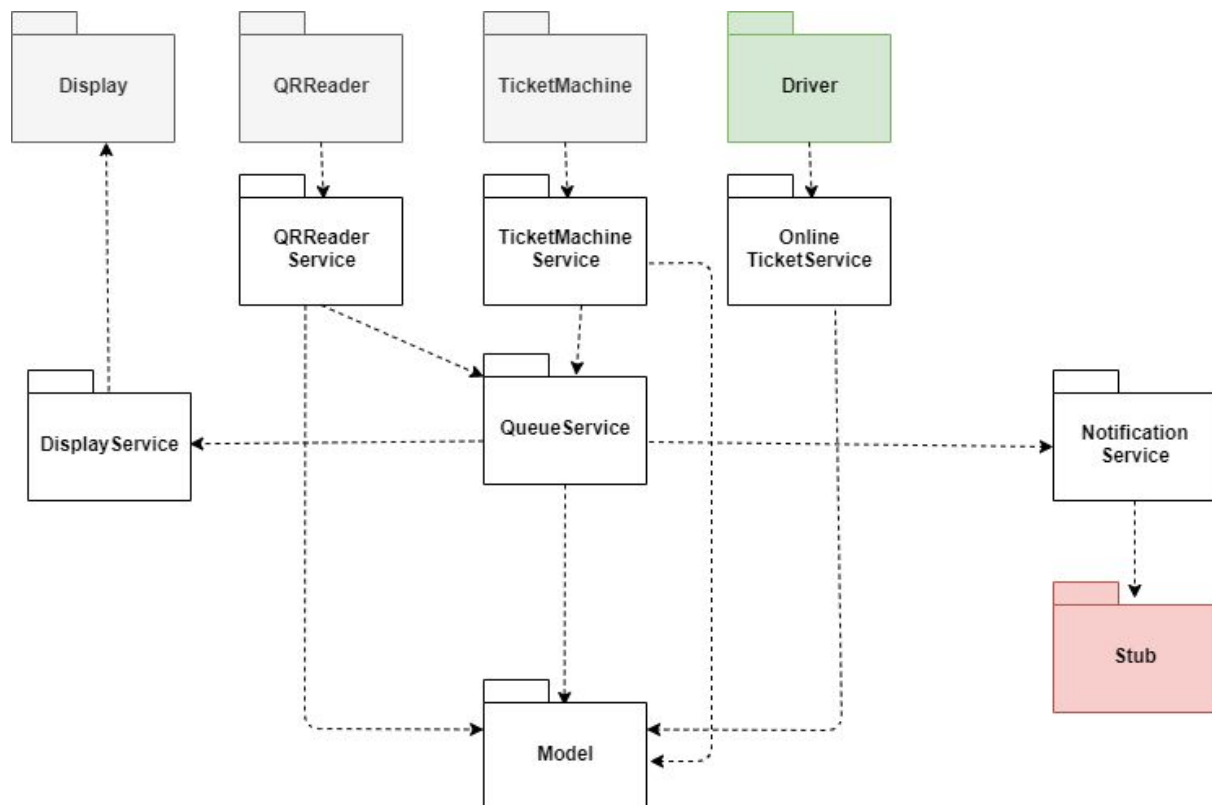 Display
QRReader
TicketMachine
Driver
QRReader
Service
TicketMachine
Service
Online
TicketService
DisplayService
QueueService
Notification
Service
Stub
Model